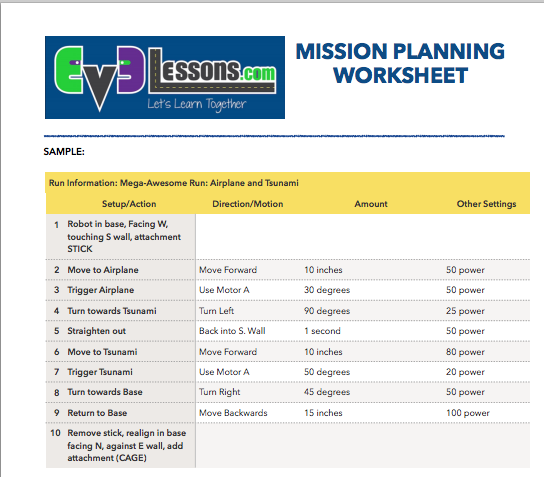 EV3LESSONS.com
Let's Learn Together
MISSION PLANNING
WORKSHEET
SAMPLE:
Run Information: Mega-Awesome Run: Airplane and Tsunami
Setup/Action Direction/Motion Amount Other Settings
1 Robot in base, Facing W,
touching S wall, attachment
STICK
2 Move to Airplane Move Forward 10 inches 50 power
3 Trigger Airplane Use Motor A 30 degrees 50 power
4 Turn towards Tsunami Turn Left 90 degrees 25 power
5 Straighten out Back into S. Wall 1 second 50 power
6 Move to Tsunami Move Forward 10 inches 80 power
7 Trigger Tsunami Use Motor A 50 degrees 20 power
8 Turn towards Base Turn Right 45 degrees 50 power
9 Return to Base Move Backwards 15 inches 100 power
10 Remove stick, realign in base
facing N, against E wall, add
attachment (CAGE)